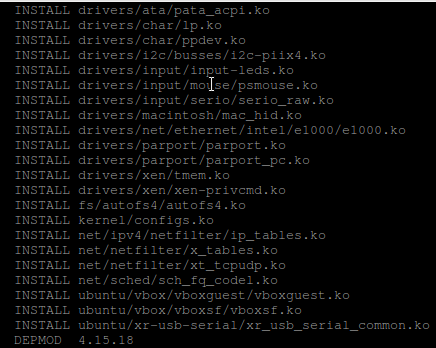 INSTALL drivers/ata/pata_acpi.ko
INSTALL drivers/char/lp.ko
INSTALL drivers/char/ppdev.ko
INSTALL drivers/i2c/busses/i2c-piix4.ko
INSTALL drivers/input/input-leds.ko
INSTALL drivers/input/mouse/psmouse.ko
INSTALL drivers/input/serio/serio_raw.ko
INSTALL drivers/macintosh/mac_hid.ko
INSTALL drivers/net/ethernet/intel/e1000/e1000.ko
INSTALL drivers/parport/parport.ko
INSTALL drivers/parport/parport_pc.ko
INSTALL drivers/xen/tmem.ko
INSTALL drivers/xen/xen-privcmd.ko
INSTALL fs/autofs4/autofs4.ko
INSTALL kernel/configs.ko
INSTALL net/ipv4/netfilter/ip_tables.ko
INSTALL net/netfilter/x_tables.ko
INSTALL net/netfilter/xt_tcpudp.ko
INSTALL net/sched/sch_fq_codel.ko
INSTALL ubuntu/vbox/vboxguest/vboxguest.ko
INSTALL ubuntu/vbox/vboxsf/vboxsf.ko
INSTALL ubuntu/xr-usb-serial/xr_usb_serial_common.ko
DEPMOD  4.15.18